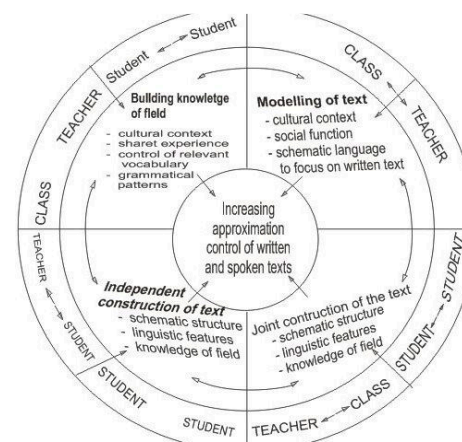 Student
Student
TEACHER
CLASS
Building knowledge
of field
- cultural context
- sharet experience
- control of relevant
vocabulary
- grammatical
patterns
CLASS
TEACHER
Modelling of text
- cultural context
- social function
- schematic language
to focus on written text
Increasing
approximation
control of written
and spoken texts
TEACHER
STUDENT
STUDENT
STUDENT
Independent
construction of text
- schematic structure
- linguistic features
- knowledge of field
Joint contruction of the text
- schematic structure
- linguistic features
- knowledge of field
STUDENT
STUDENT
CLASS
TEACHER